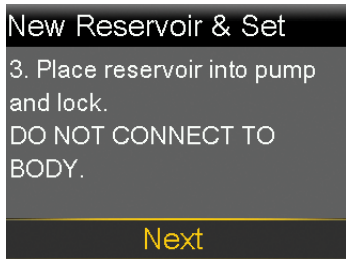 New Reservoir & Set
3. Place reservoir into pump
and lock.
DO NOT CONNECT TO
BODY.
Next